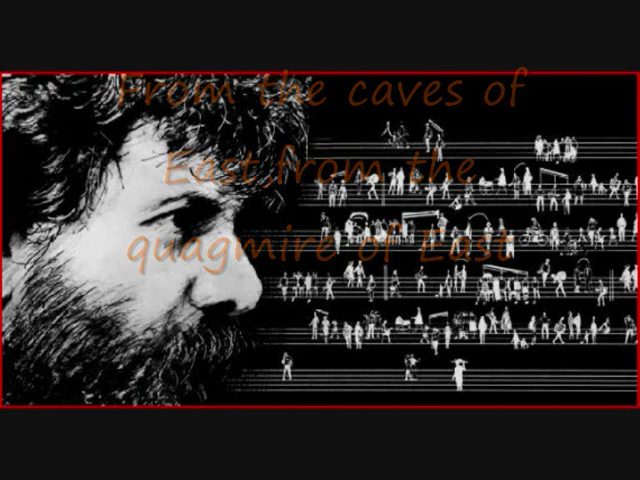 From the caves of
East,from the
quagmire of East